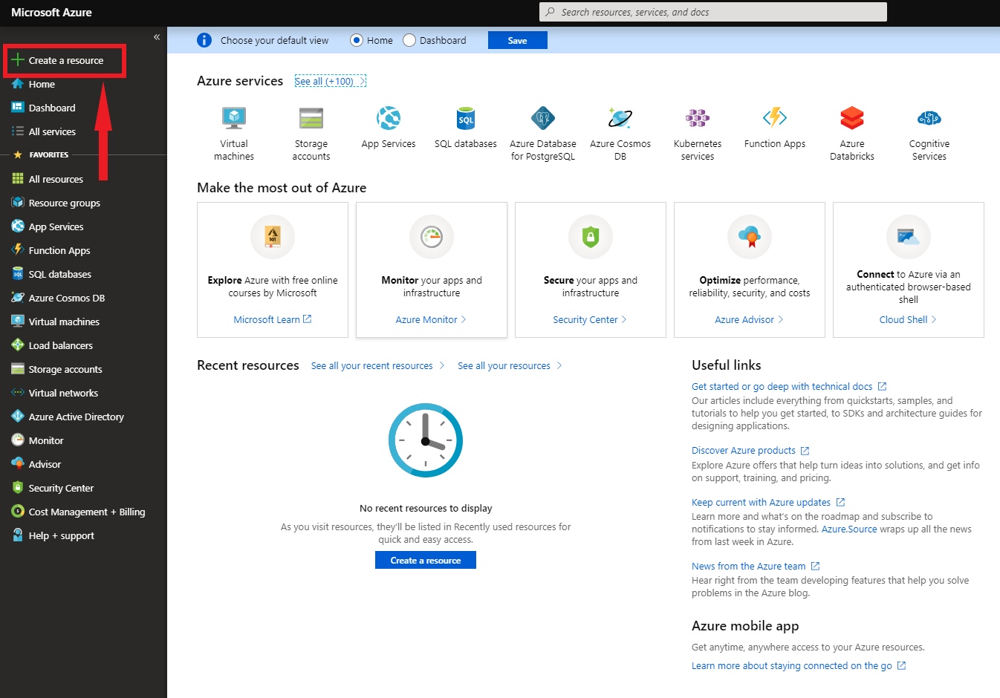 Microsoft Azure
Search resources, services, and docs
«
Create a resource
Home
Dashboard
All services
FAVORITES
All resources
Resource groups
App Services
Function Apps
SQL databases
Azure Cosmos DB
Virtual machines
Load balancers
Storage accounts
Virtual networks
Azure Active Directory
Monitor
Advisor
Security Center
Cost Management + Billing
Help + support
Choose your default view
Home
Dashboard
Save
Azure services
See all (+100)
Virtual
machines
Storage
accounts
App Services
SQL
SQL databases
Azure Database
for PostgreSQL
Azure Cosmos
DB
Kubernetes
services
Function Apps
Azure
Databricks
Cognitive
Services
Make the most out of Azure
101
Explore Azure with free online
courses by Microsoft
Microsoft Learn
Monitor your apps and
infrastructure
Azure Monitor
Secure your apps and
infrastructure
Security Center
Optimize performance,
reliability, security, and costs
Azure Advisor
Connect to Azure via an
authenticated browser-based
shell
Cloud Shell
Recent resources
See all your recent resources
See all your resources
No recent resources to display
As you visit resources, they'll be listed in Recently used resources for
quick and easy access.
Create a resource
Useful links
Get started or go deep with technical docs
Our articles include everything from quickstarts, samples, and
tutorials to help you get started, to SDKs and architecture guides for
designing applications.
Discover Azure products
Explore Azure offers that help turn ideas into solutions, and get info
on support, training, and pricing.
Keep current with Azure updates
Learn more and what's on the roadmap and subscribe to
notifications to stay informed. Azure.Source wraps up all the news
from last week in Azure.
News from the Azure team
Hear right from the team developing features that help you solve
problems in the Azure blog.
Azure mobile app
Get anytime, anywhere access to your Azure resources.
Learn more about staying connected on the go